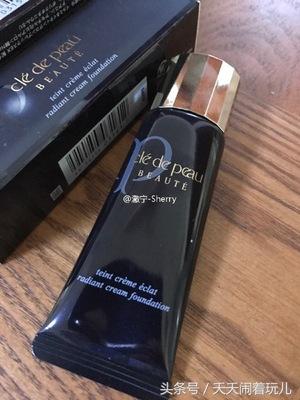 clé de peau
BEAUTÉ
teint crème éclat
radiant cream foundation
clé de peau
BEAUTÉ
@黴宁-Sherry
teint crème éclat
radiant cream foundation
头条号／天天闹着玩儿